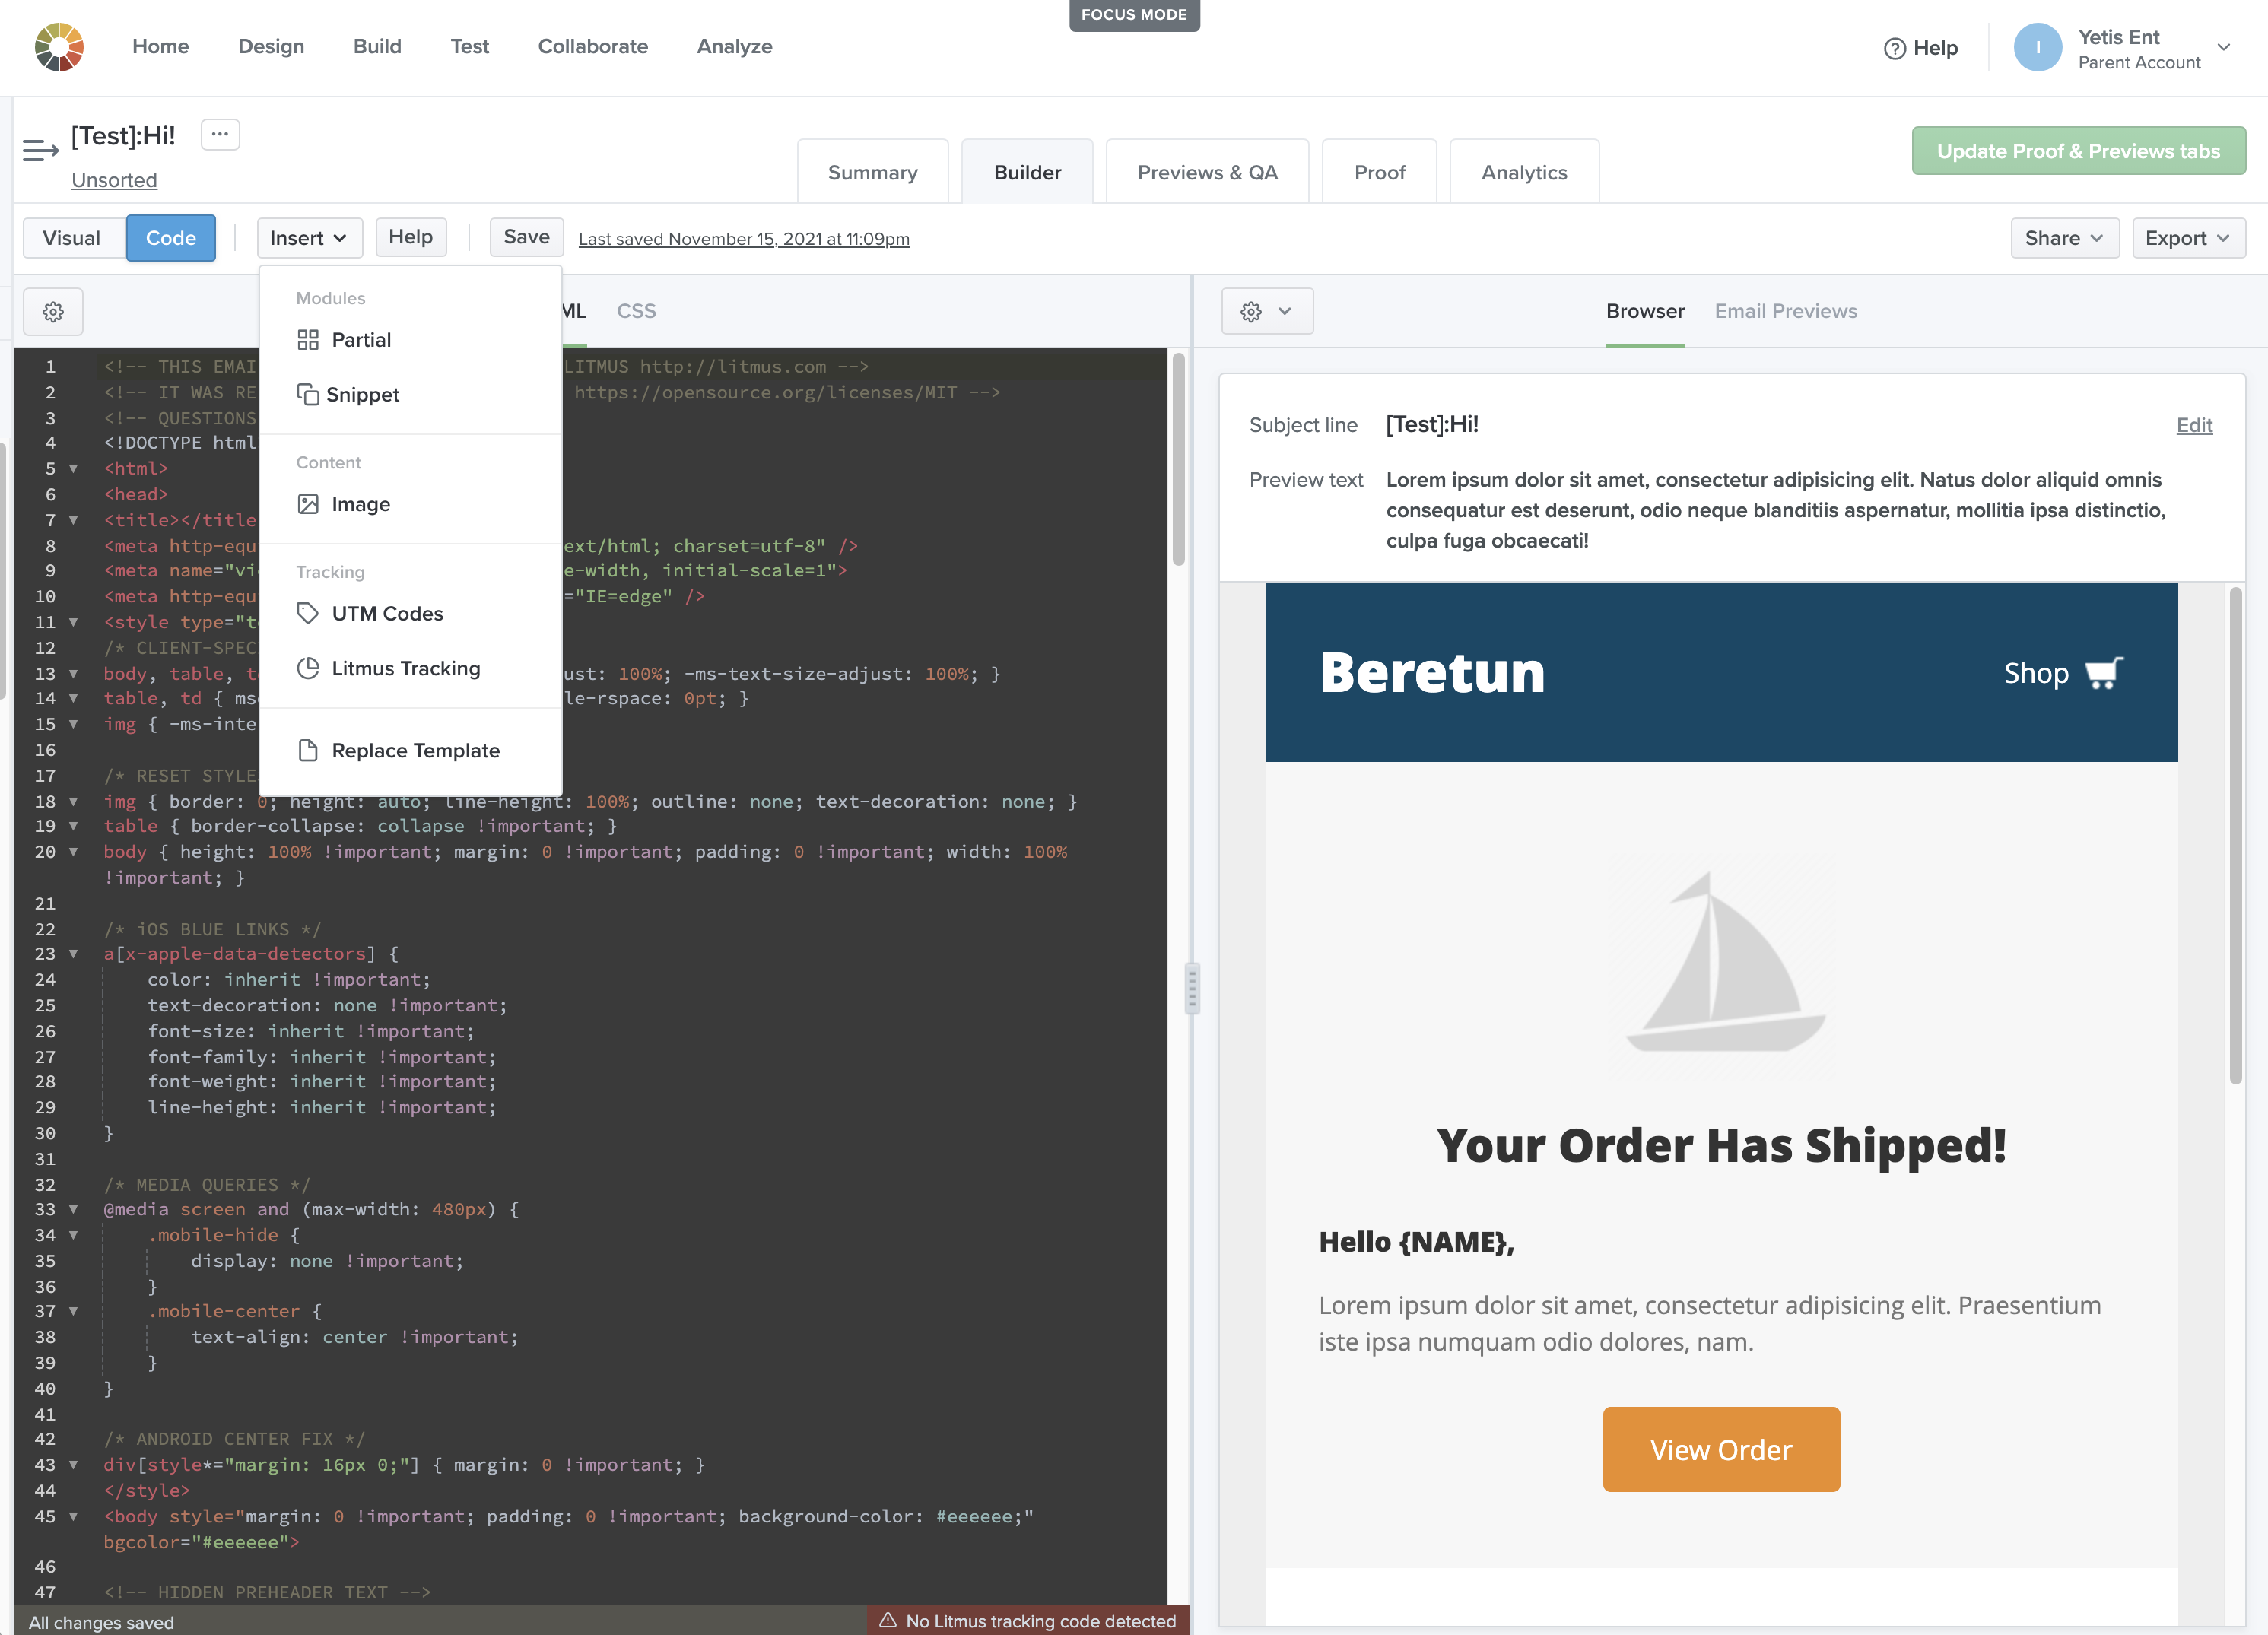 FOCUS MODE
Home Design Build Test Collaborate Analyze
Help
I
Yetis Ent
Parent Account
[Test]:Hi!
...
Unsorted
Summary Builder Previews & QA Proof Analytics
Update Proof & Previews tabs
Visual Code Insert Help Save Last saved November 15, 2021 at 11:09pm
Share Export
Modules
Partial
Snippet
Content
Image
Tracking
UTM Codes
Litmus Tracking
Replace Template
ML CSS
1 <!-- THIS EMAI LITMUS http://litmus.com -->
2 <!-- IT WAS RE https://opensource.org/licenses/MIT -->
3 <!-- QUESTIONS
4 <!DOCTYPE html
5 <html>
6 <head>
7 <title></title
8 <meta http-equ ext/html; charset=utf-8" />
9 <meta name="vi e-width, initial-scale=1">
10 <meta http-equ ="IE=edge" />
11 <style type="t
12 /* CLIENT-SPEC
13 body, table, t ust: 100%; -ms-text-size-adjust: 100%; }
14 table, td { ms le-rspace: 0pt; }
15 img { -ms-inte
16
17 /* RESET STYLE
18 img { border: 0; height: auto; line-height: 100%; outline: none; text-decoration: none; }
19 table { border-collapse: collapse !important; }
20 body { height: 100% !important; margin: 0 !important; padding: 0 !important; width: 100%
!important; }
21
22 /* iOS BLUE LINKS */
23 a[x-apple-data-detectors] {
24 color: inherit !important;
25 text-decoration: none !important;
26 font-size: inherit !important;
27 font-family: inherit !important;
28 font-weight: inherit !important;
29 line-height: inherit !important;
30 }
31
32 /* MEDIA QUERIES */
33 @media screen and (max-width: 480px) {
34 .mobile-hide {
35 display: none !important;
36 }
37 .mobile-center {
38 text-align: center !important;
39 }
40 }
41
42 /* ANDROID CENTER FIX */
43 div[style*="margin: 16px 0;"] { margin: 0 !important; }
44 </style>
45 <body style="margin: 0 !important; padding: 0 !important; background-color: #eeeeee;"
bgcolor="#eeeeee">
46
47 <!-- HIDDEN PREHEADER TEXT -->
All changes saved
No Litmus tracking code detected
Browser Email Previews
Subject line [Test]:Hi! Edit
Preview text Lorem ipsum dolor sit amet, consectetur adipisicing elit. Natus dolor aliquid omnis
consequatur est deserunt, odio neque blanditiis aspernatur, mollitia ipsa distinctio,
culpa fuga obcaecati!
Beretun
Shop
Your Order Has Shipped!
Hello {NAME},
Lorem ipsum dolor sit amet, consectetur adipisicing elit. Praesentium
iste ipsa numquam odio dolores, nam.
View Order